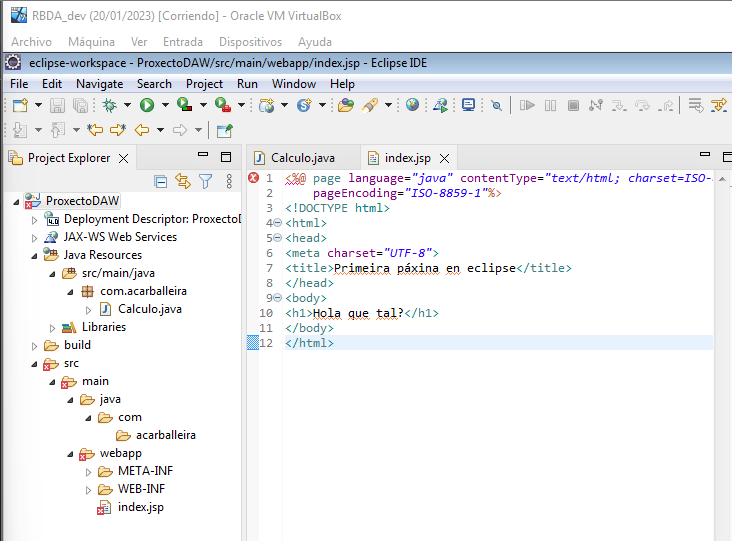 RBDA_dev (20/01/2023) [Corriendo] - Oracle VM VirtualBox
Archivo Máquina Ver Entrada Dispositivos Ayuda
eclipse-workspace - ProxectoDAW/src/main/webapp/index.jsp - Eclipse IDE
File Edit Navigate Search Project Run Window Help
Project Explorer
ProxectoDAW
4.0 Deployment Descriptor: ProxectoD
JAX-WS Web Services
Java Resources
src/main/java
com.acarballeira
Calculo.java
Libraries
build
src
main
java
com
acarballeira
webapp
META-INF
WEB-INF
index.jsp
Calculo.java index.jsp
1 <%@ page language="java" contentType="text/html; charset=ISO-
2 pageEncoding="ISO-8859-1"%>
3 <!DOCTYPE html>
4 <html>
5 <head>
6 <meta charset="UTF-8">
7 <title>Primeira páxina en eclipse</title>
8 </head>
9 <body>
10 <h1>Hola que tal?</h1>
11 </body>
12 </html>